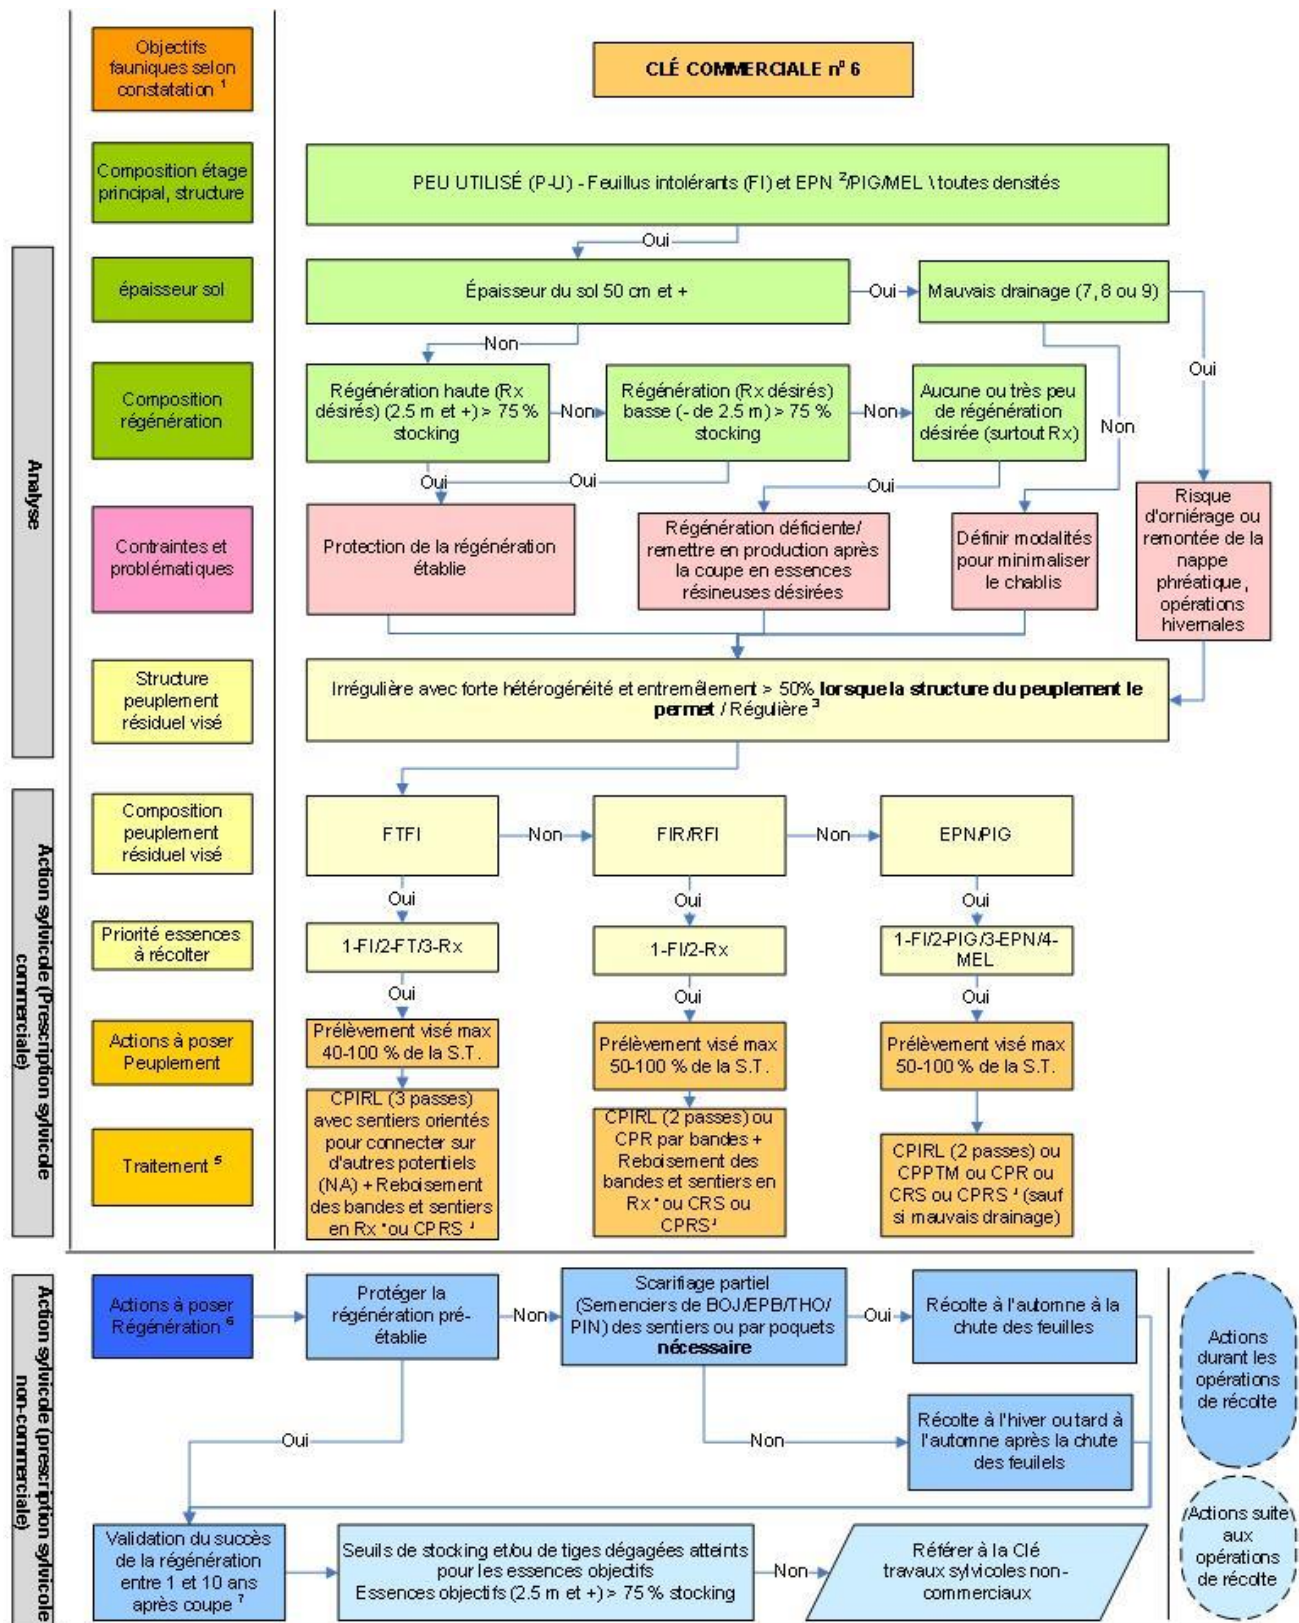 Objectifs
fauniques selon
constatation ¹
CLÉ COMMERCIALE n° 6
Composition étage
principal, structure
PEU UTILISÉ (P-U) - Feuillus intolérants (FI) et EPN ²/PIG/MEL \ toutes densités
Oui
Analyse
épaisseur sol
Épaisseur du sol 50 cm et +
Oui
Mauvais drainage (7, 8 ou 9)
Non
Oui
Composition
régénération
Régénération haute (Rx
désirés) (2.5 m et +) > 75 %
stocking
Non
Régénération (Rx désirés)
basse (- de 2.5 m) > 75 %
stocking
Non
Aucune ou très peu
de régénération
désirée (surtout Rx)
Non
Oui
Oui
Oui
Contraintes et
problématiques
Protection de la régénération
établie
Régénération déficiente/
remettre en production après
la coupe en essences
résineuses désirées
Définir modalités
pour minimaliser
le chablis
Risque
d'orniérage ou
remontée de la
nappe
phréatique,
opérations
hivernales
Structure
peuplement
résiduel visé
Irrégulière avec forte hétérogénéité et entremêlement > 50% lorsque la structure du peuplement le
permet / Régulière ³
Action sylvicole (Prescription sylvicole
commerciale)
Composition
peuplement
résiduel visé
FTFI
Non
FIR/RFI
Non
EPN/PIG
Oui
Oui
Oui
Priorité essences
à récolter
1-FI/2-FT/3-Rx
1-FI/2-Rx
1-FI/2-PIG/3-EPN/4-
MEL
Oui
Oui
Oui
Actions à poser
Peuplement
Prélèvement visé max
40-100 % de la S.T.
Prélèvement visé max
50-100 % de la S.T.
Prélèvement visé max
50-100 % de la S.T.
Traitement ⁵
CPIRL (3 passes)
avec sentiers orientés
pour connecter sur
d'autres potentiels
(NA) + Reboisement
des bandes et sentiers
en Rx ou CPRS
CPIRL (2 passes) ou
CPR par bandes +
Reboisement des
bandes et sentiers en
Rx ou CRS ou
CPRS
CPIRL (2 passes) ou
CPPTM ou CPR ou
CRS ou CPRS (sauf
si mauvais drainage)
Action sylvicole (prescription sylvicole
non-commerciale)
Actions à poser
Régénération ⁶
Protéger la
régénération pré-
établie
Non
Scarifiage partiel
(Semenciers de BOJ/EPB/THO/
PIN) des sentiers ou par poquets
nécessaire
Oui
Récolte à l'automne à la
chute des feuilles
Actions
durant les
opérations
de récolte
Oui
Non
Récolte à l'hiver ou tard à
l'automne après la chute
des feuilels
Validation du succès
de la régénération
entre 1 et 10 ans
après coupe ⁷
Seuils de stocking et/ou de tiges dégagées atteints
pour les essences objectifs
Essences objectifs (2.5 m et +) > 75 % stocking
Non
Référer à la Clé
travaux sylvicoles non-
commerciaux
Actions suite
aux
opérations
de récolte